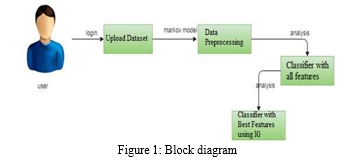 login
Upload Dataset
markov model
Data
Preprocessing
analysis
Classifier with
all features
analysis
Classifier with
Best Features
using IG
user
Figure 1: Block diagram